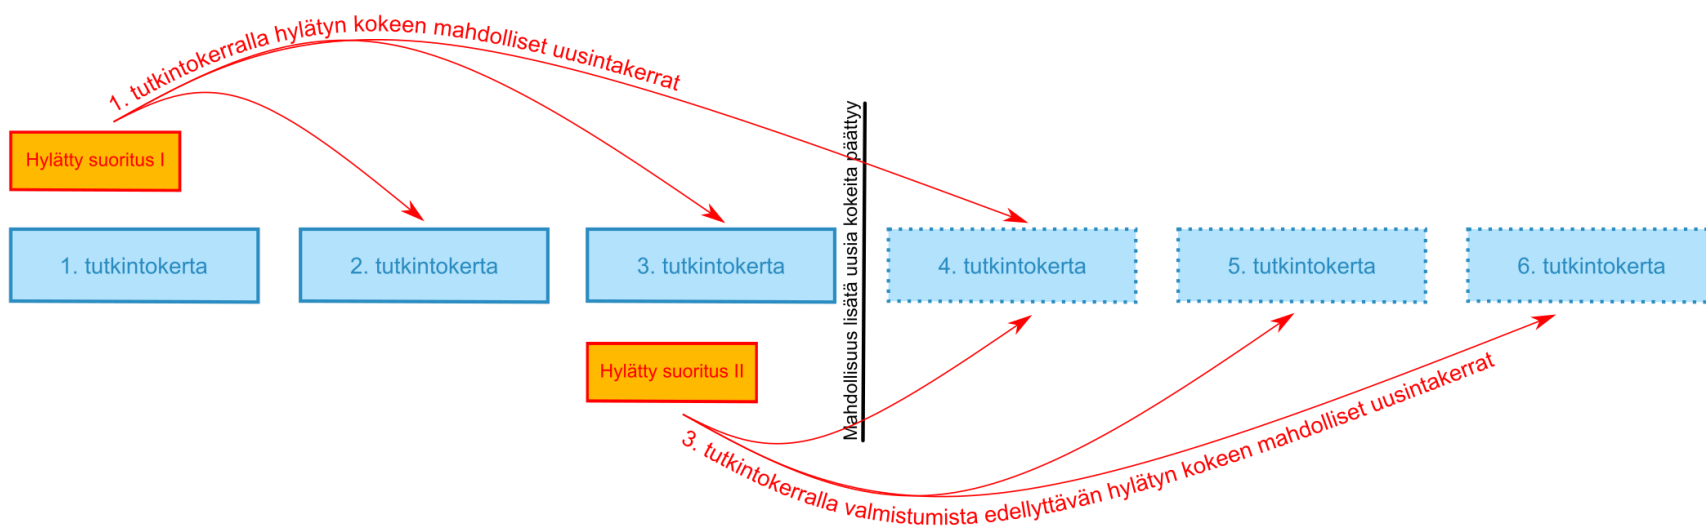 1. tutkintokerralla hylätyn kokeen mahdolliset uusintakerrat
Hylätty suoritus I
Mahdollisuus lisätä uusia kokeita päättyy
1. tutkintokerta
2. tutkintokerta
3. tutkintokerta
4. tutkintokerta
5. tutkintokerta
6. tutkintokerta
Hylätty suoritus II
3. tutkintokerralla valmistumista edellyttävän hylätyn kokeen mahdolliset uusintakerrat